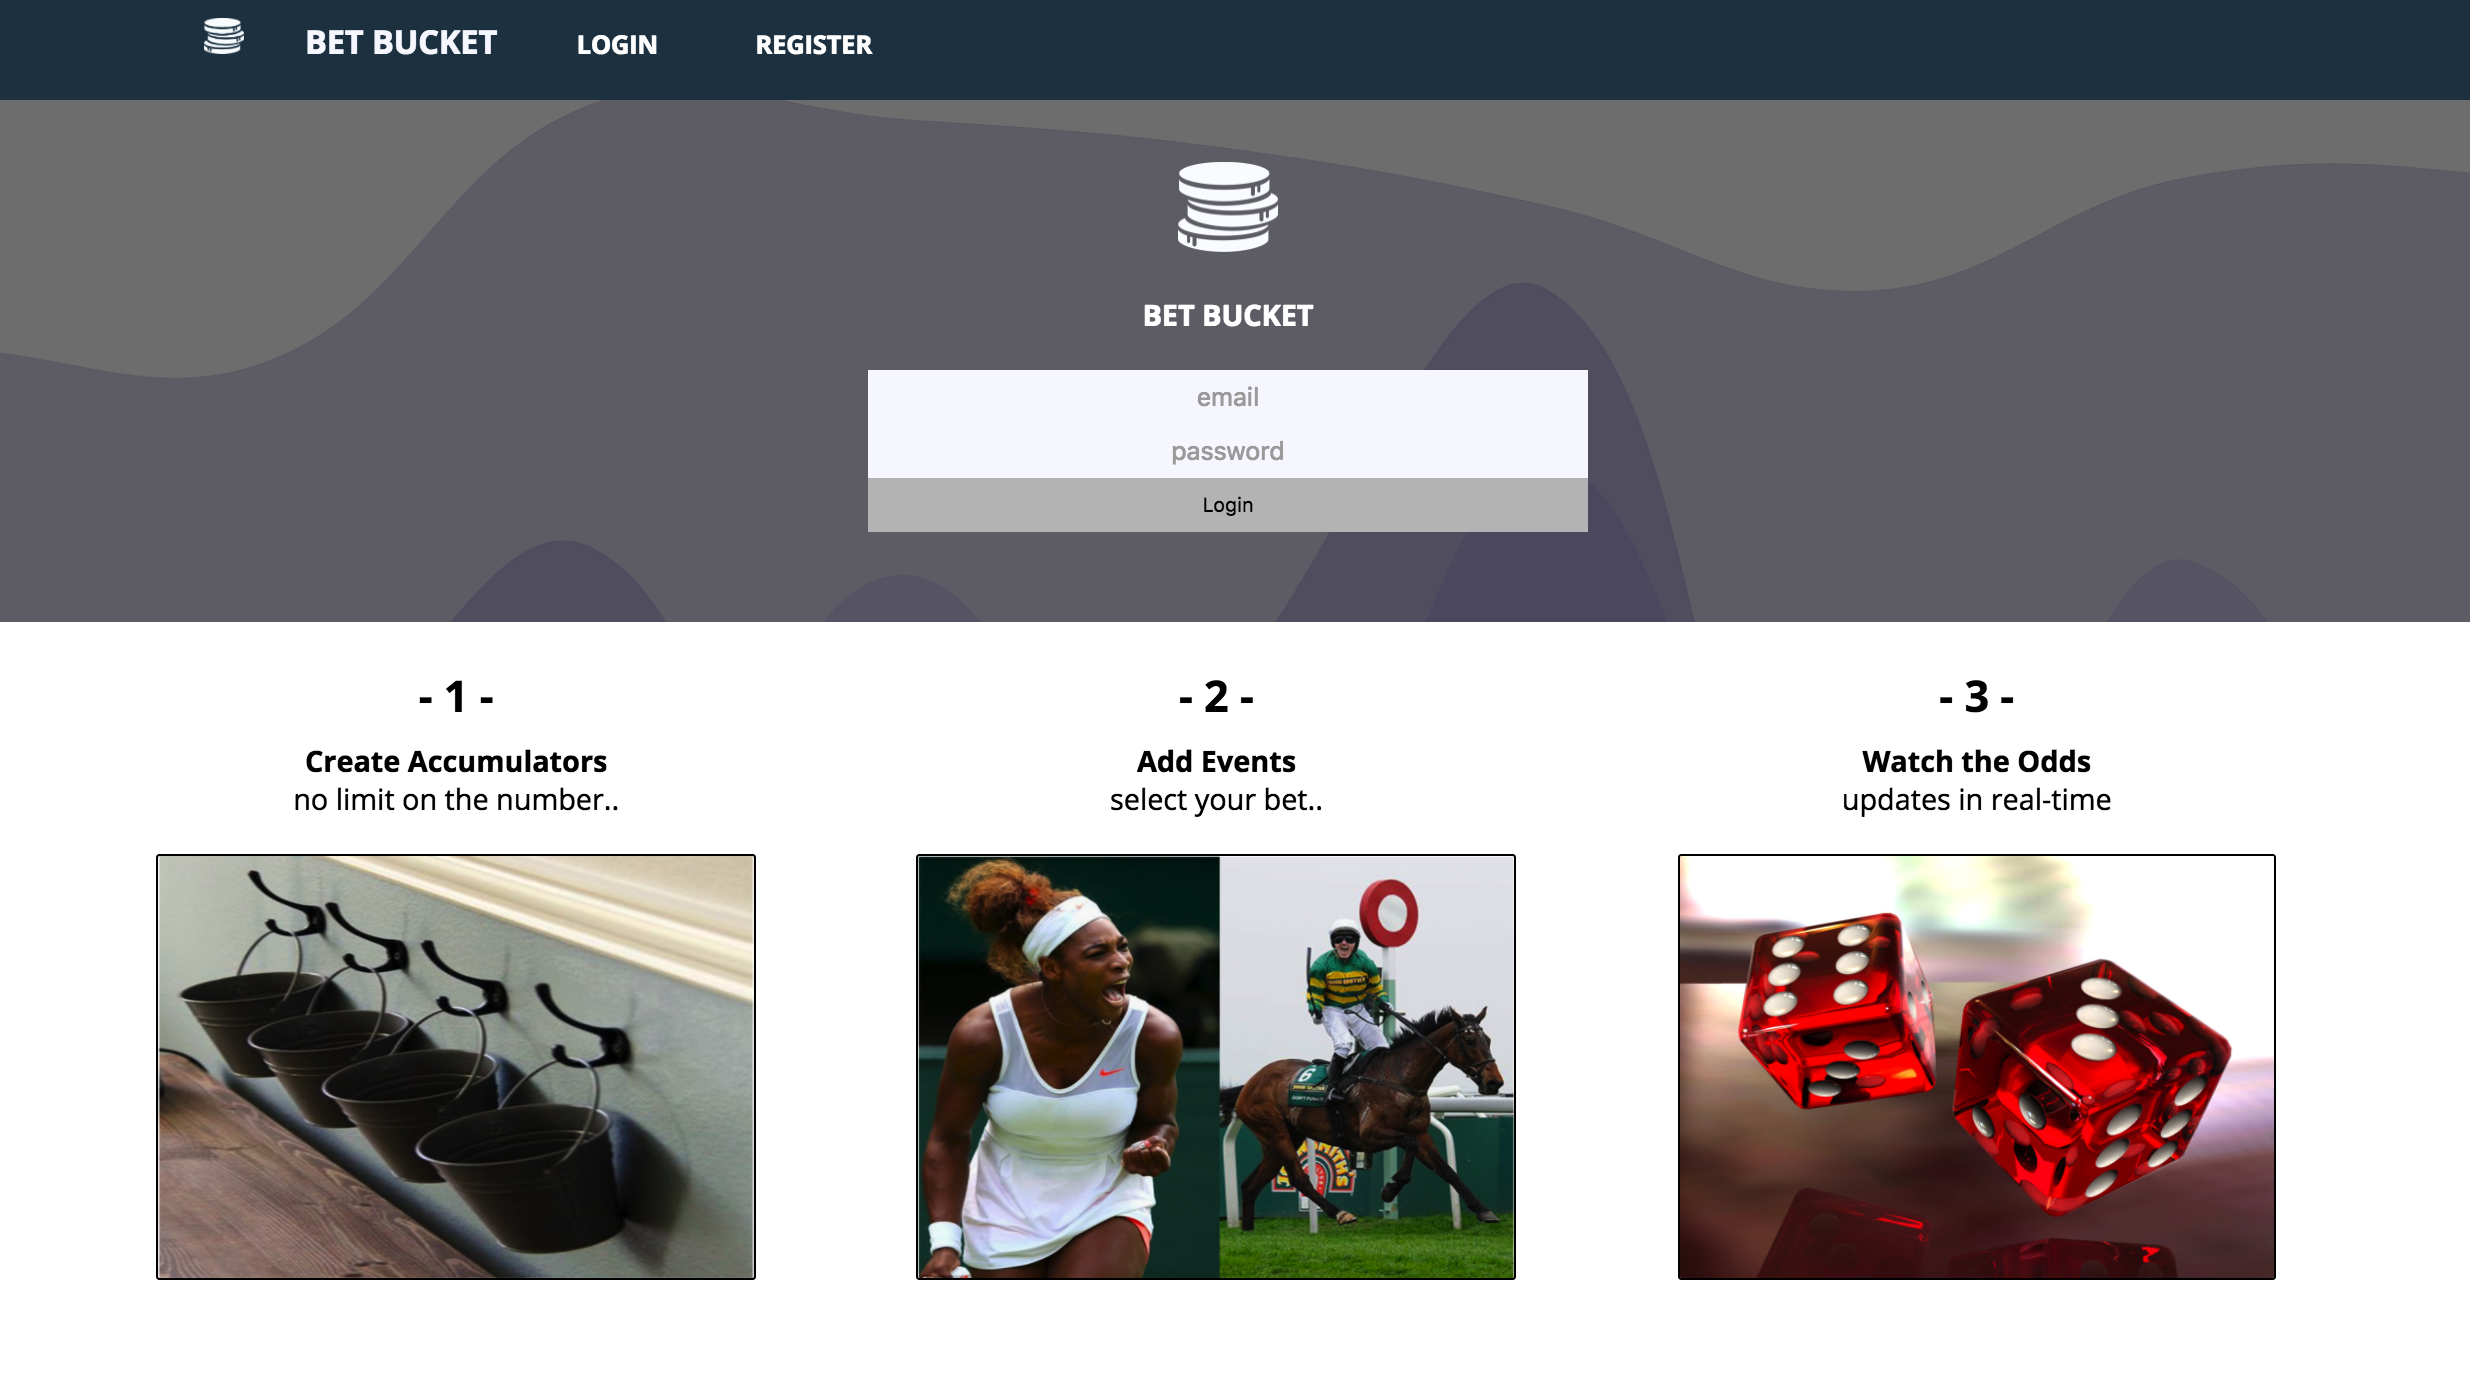 BET BUCKET
LOGIN
REGISTER
BET BUCKET
email
password
Login
- 1 -
Create Accumulators
no limit on the number..
- 2 -
Add Events
select your bet..
- 3 -
Watch the Odds
updates in real-time
6